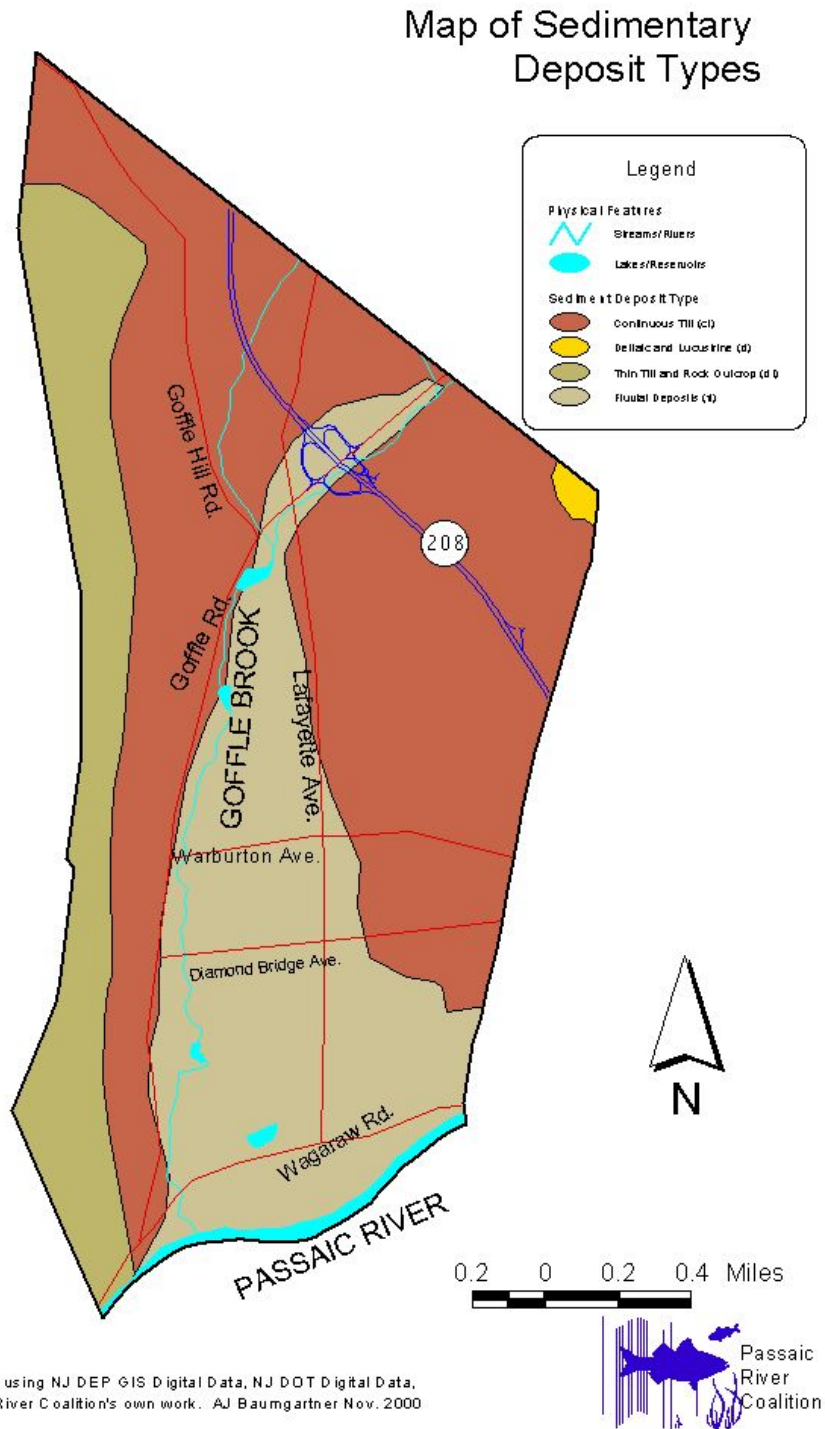 Map of Sedimentary
Deposit Types
Legend
Physical Features
Streams/Rivers
Lakes/Reservoirs
Sediment Deposit Type
Continuous Till (ct)
Deltaic and Lucustrine (d)
Thin Till and Rock Outcrop (dt)
Fluvial Deposits (fl)
Goffle Hill Rd.
208
Goffle Rd.
GOFFLE BROOK
Lafayette Ave.
Warburton Ave.
Diamond Bridge Ave.
N
Wagaraw Rd.
PASSAIC RIVER
0.2 0 0.2 0.4 Miles
Passaic
River
Coalition
using NJ DEP GIS Digital Data, NJ DOT Digital Data,
River Coalition's own work. AJ Baumgartner Nov. 2000